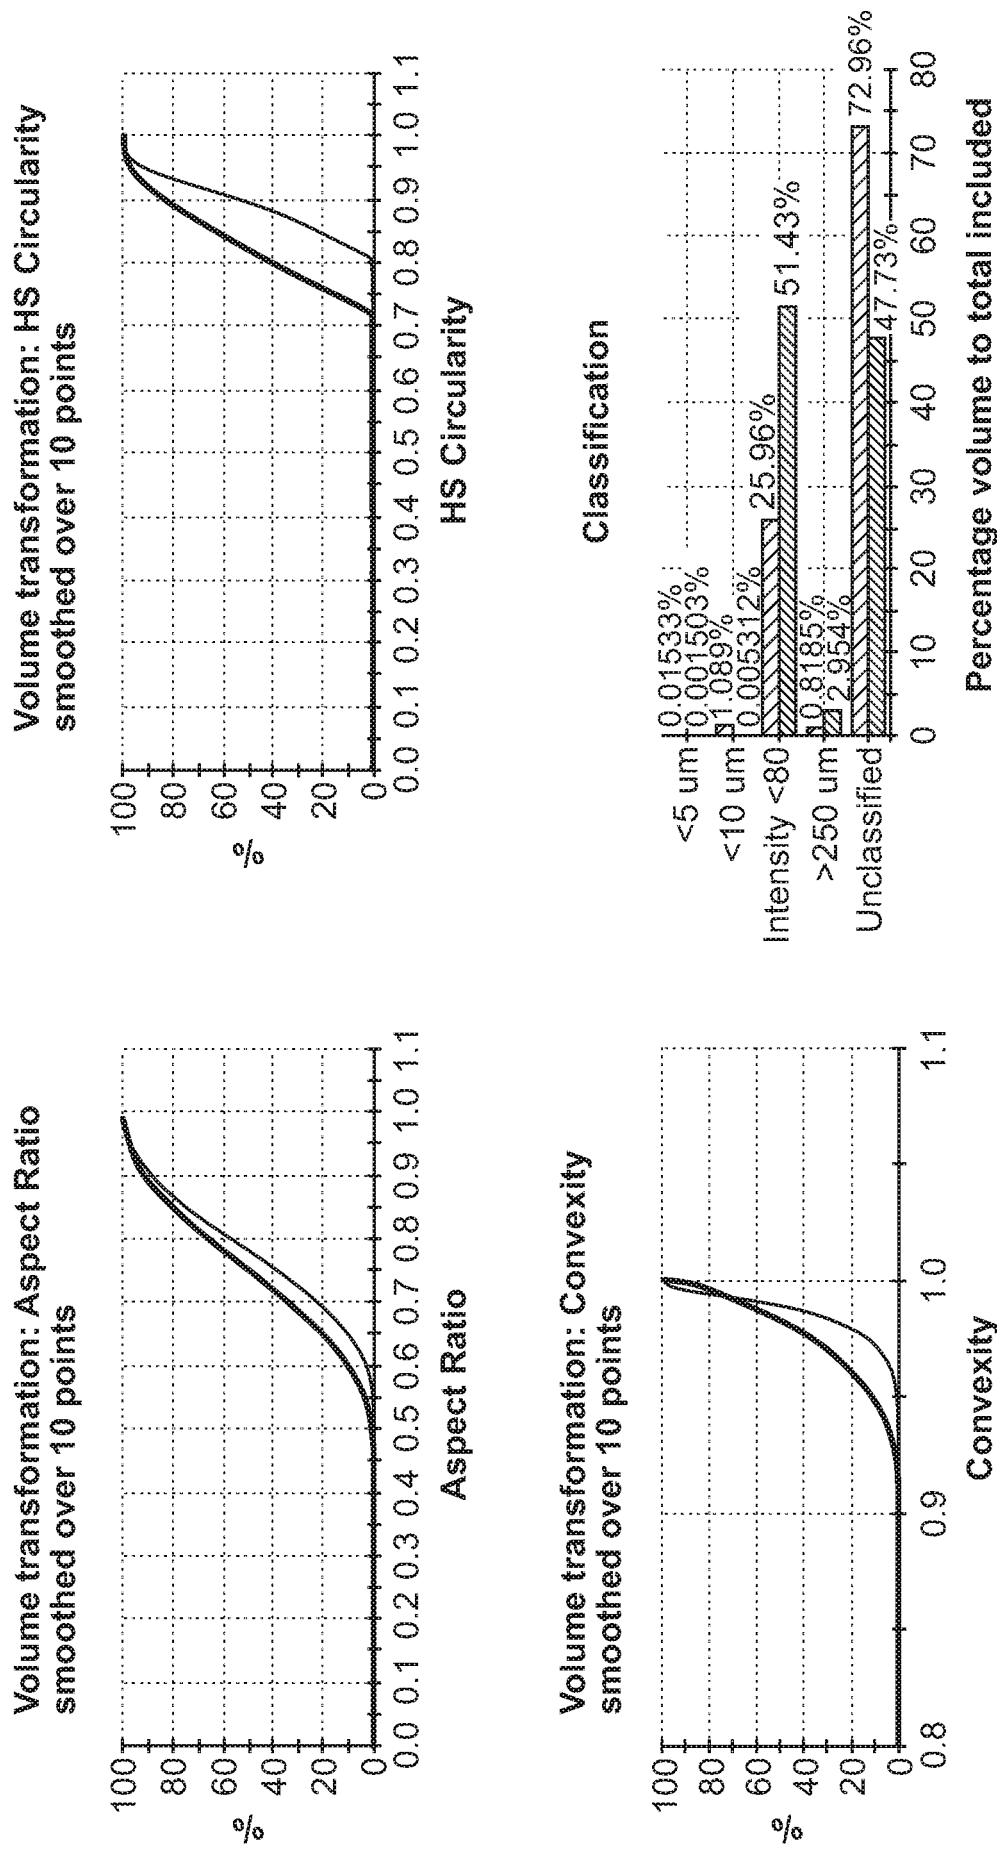 Volume transformation: Aspect Ratio
smoothed over 10 points
%
100
80
60
40
20
0
0.0 0.1 0.2 0.3 0.4 0.5 0.6 0.7 0.8 0.9 1.0 1.1
Aspect Ratio
Volume transformation: HS Circularity
smoothed over 10 points
%
100
80
60
40
20
0
0.0 0.1 0.2 0.3 0.4 0.5 0.6 0.7 0.8 0.9 1.0 1.1
HS Circularity
Volume transformation: Convexity
smoothed over 10 points
%
100
80
60
40
20
0
0.8 0.9 1.0 1.1
Convexity
Classification
<5 um
0.01533%
0.001503%
<10 um
1.089%
0.005312%
Intensity <80
25.96%
51.43%
>250 um
0.8185%
2.954%
Unclassified
72.96%
47.73%
0 10 20 30 40 50 60 70 80
Percentage volume to total included